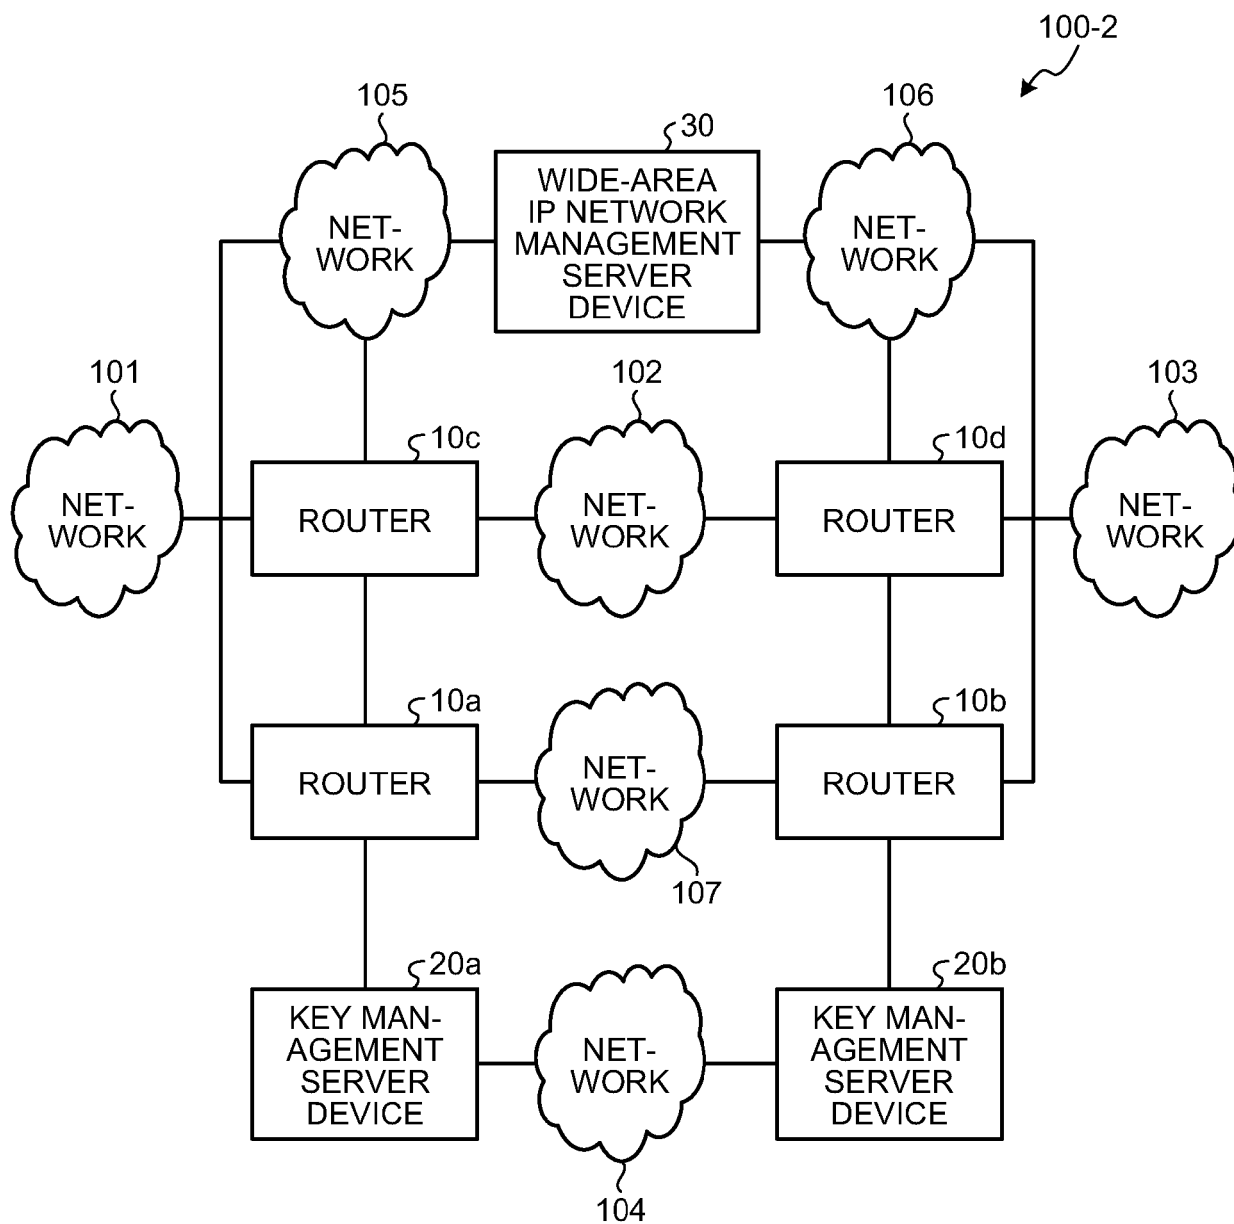 100-2
105
30
106
NET-
WORK
WIDE-AREA
IP NETWORK
MANAGEMENT
SERVER
DEVICE
NET-
WORK
101
102
103
10c
10d
NET-
WORK
ROUTER
NET-
WORK
ROUTER
NET-
WORK
10a
10b
ROUTER
NET-
WORK
ROUTER
107
20a
20b
KEY MAN-
AGEMENT
SERVER
DEVICE
NET-
WORK
KEY MAN-
AGEMENT
SERVER
DEVICE
104